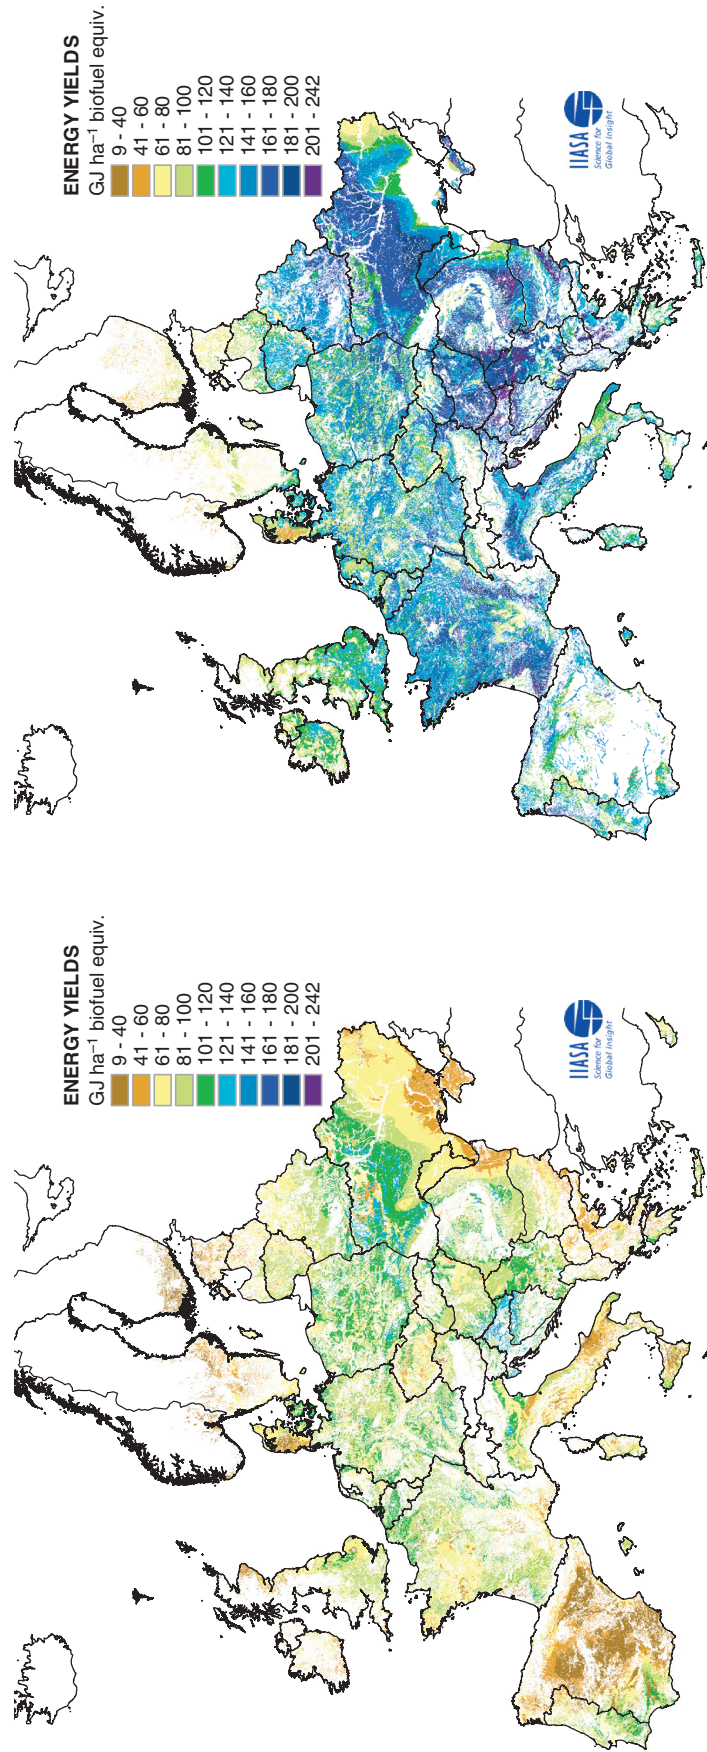 ENERGY YIELDS
GJ ha⁻¹ biofuel equiv.
9 - 40
41 - 60
61 - 80
81 - 100
101 - 120
121 - 140
141 - 160
161 - 180
181 - 200
201 - 242
IIASA
Science for
Global Insight
ENERGY YIELDS
GJ ha⁻¹ biofuel equiv.
9 - 40
41 - 60
61 - 80
81 - 100
101 - 120
121 - 140
141 - 160
161 - 180
181 - 200
201 - 242
IIASA
Science for
Global Insight